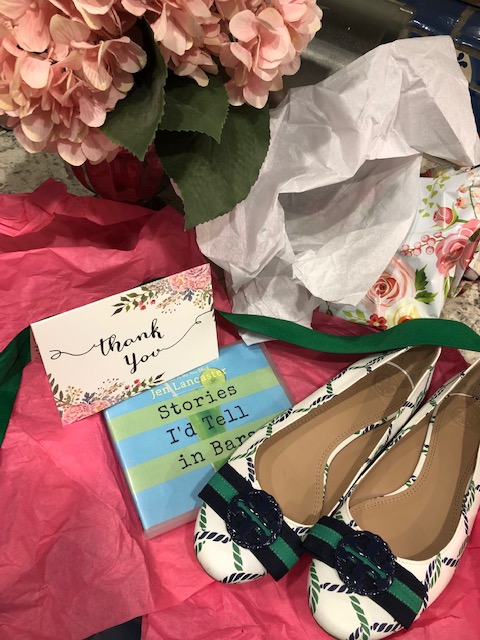 thank
You
Jen Lancaster
Stories
I'd Tell
in Bars